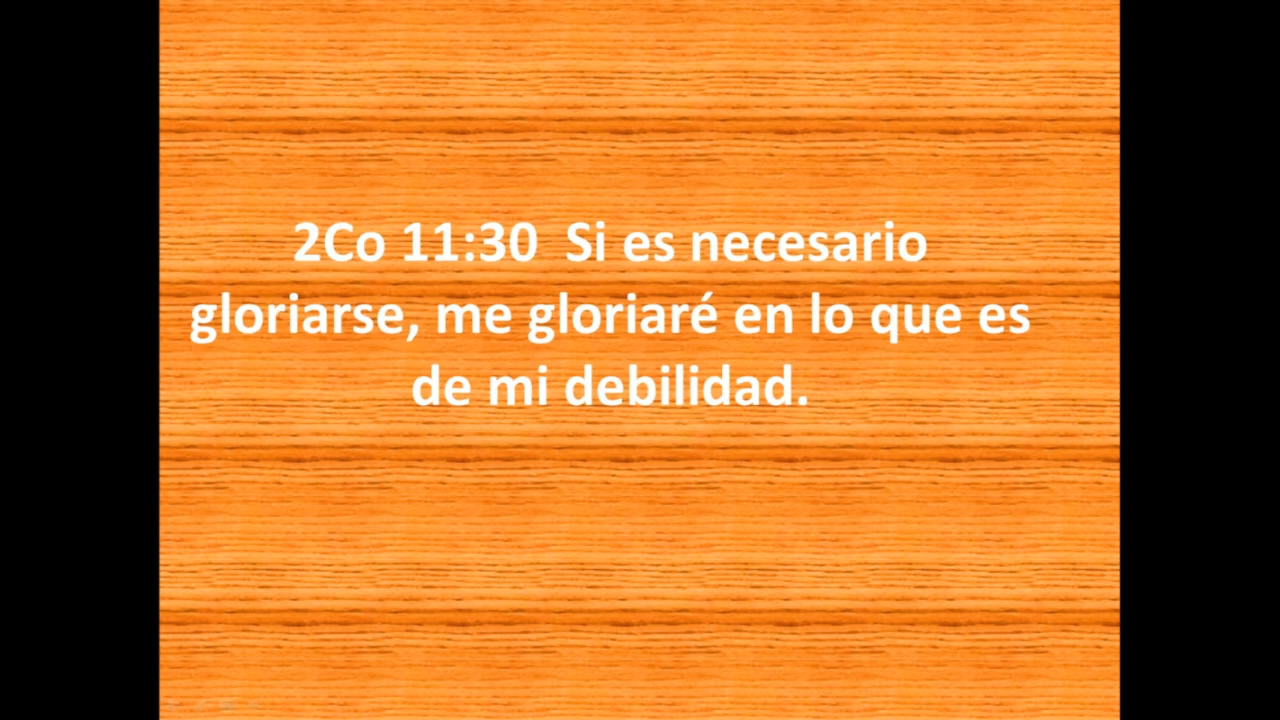 2Co 11:30  Si es necesario
gloriarse, me gloriaré en lo que es
de mi debilidad.